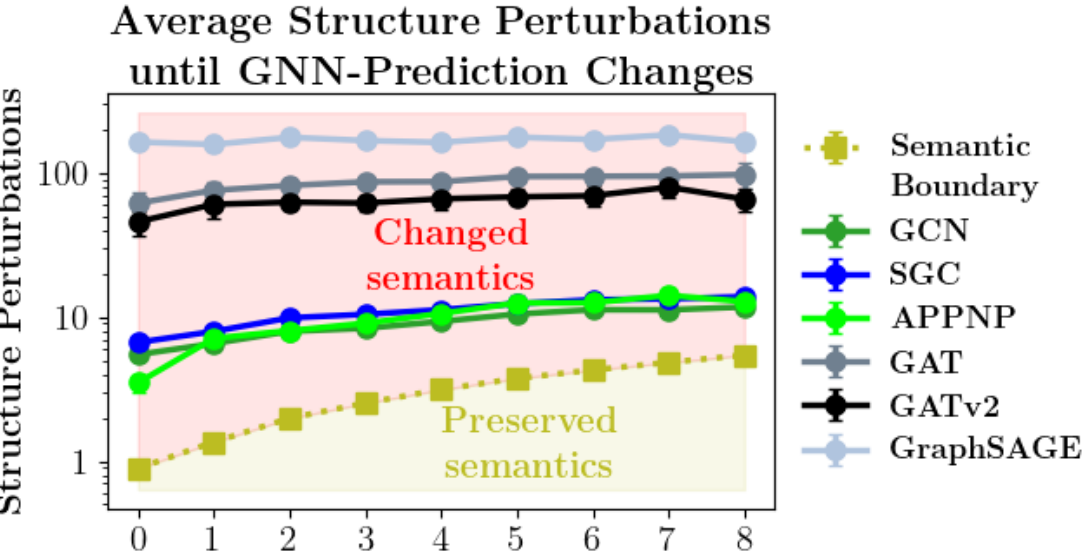 Average Structure Perturbations
until GNN-Prediction Changes
Structure Perturbations
100
10
1
Changed
semantics
Preserved
semantics
0 1 2 3 4 5 6 7 8
Semantic
Boundary
GCN
SGC
APPNP
GAT
GATv2
GraphSAGE